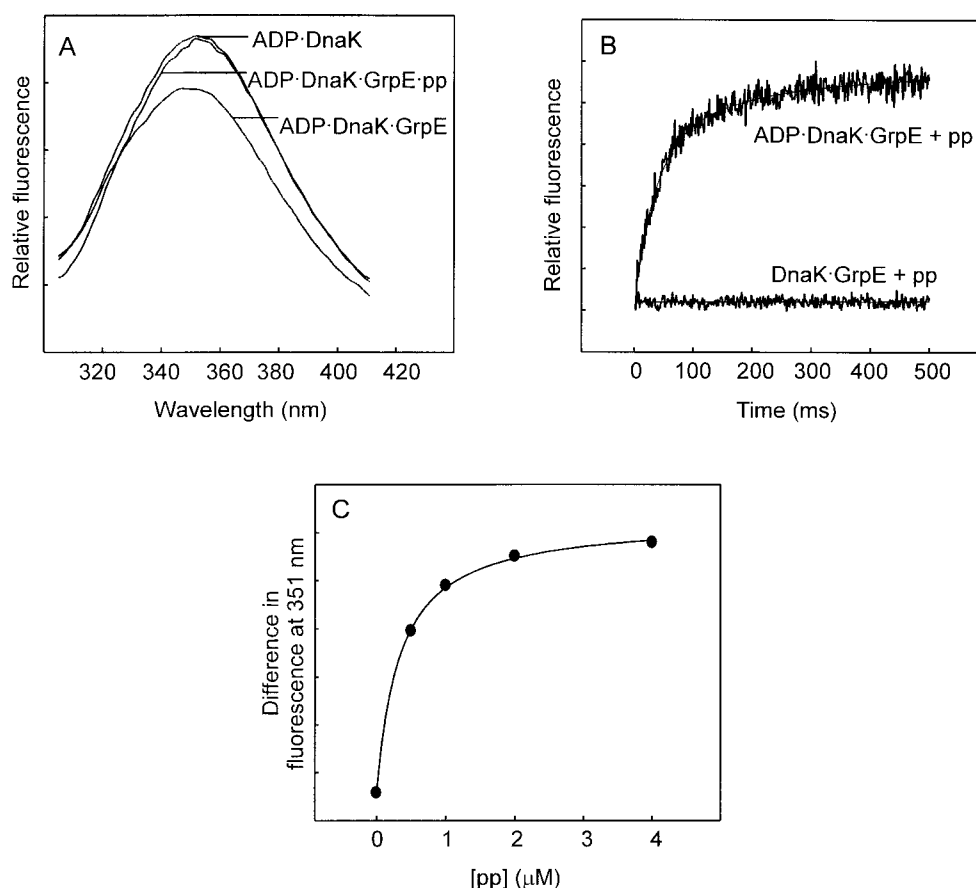 A
ADP·DnaK
ADP·DnaK·GrpE·pp
ADP·DnaK·GrpE
Relative fluorescence
320 340 360 380 400 420
Wavelength (nm)
B
ADP·DnaK·GrpE + pp
DnaK·GrpE + pp
Relative fluorescence
0 100 200 300 400 500
Time (ms)
C
Difference in
fluorescence at 351 nm
0 1 2 3 4
[pp] (μM)